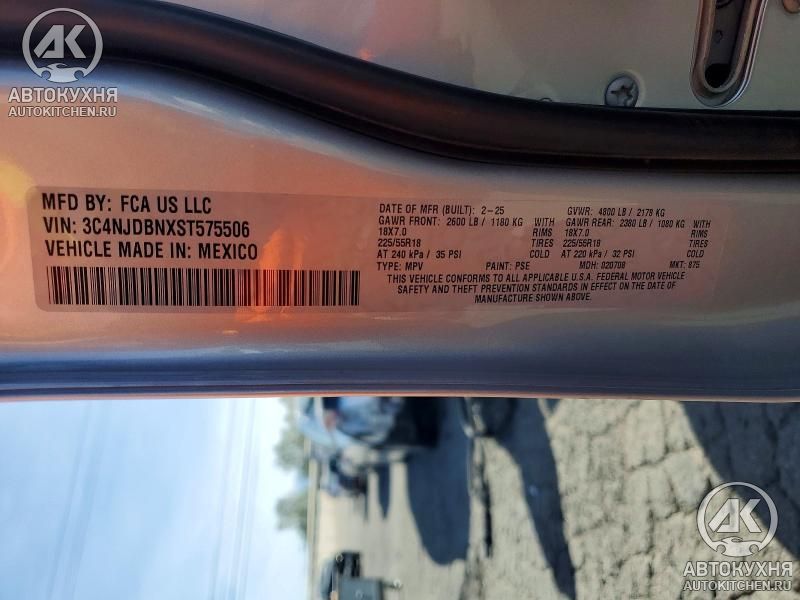 AK
АВТОКУХНЯ
AUTOKITCHEN.RU
MFD BY: FCA US LLC
VIN: 3C4NJDBNXST575506
VEHICLE MADE IN: MEXICO
DATE OF MFR (BUILT): 2-25 GVWR: 4800 LB / 2178 KG
GAWR FRONT: 2600 LB / 1180 KG GAWR REAR: 2380 LB / 1080 KG
18X7.0 RIMS 18X7.0 RIMS
225/55R18 TIRES 225/55R18 TIRES
AT 240 kPa / 35 PSI COLD AT 220 kPa / 32 PSI COLD
TYPE: MPV PAINT: PSE MDH: 020708 MKT: 875
THIS VEHICLE CONFORMS TO ALL APPLICABLE U.S.A. FEDERAL MOTOR VEHICLE
SAFETY AND THEFT PREVENTION STANDARDS IN EFFECT ON THE DATE OF
MANUFACTURE SHOWN ABOVE.
AK
АВТОКУХНЯ
AUTOKITCHEN.RU